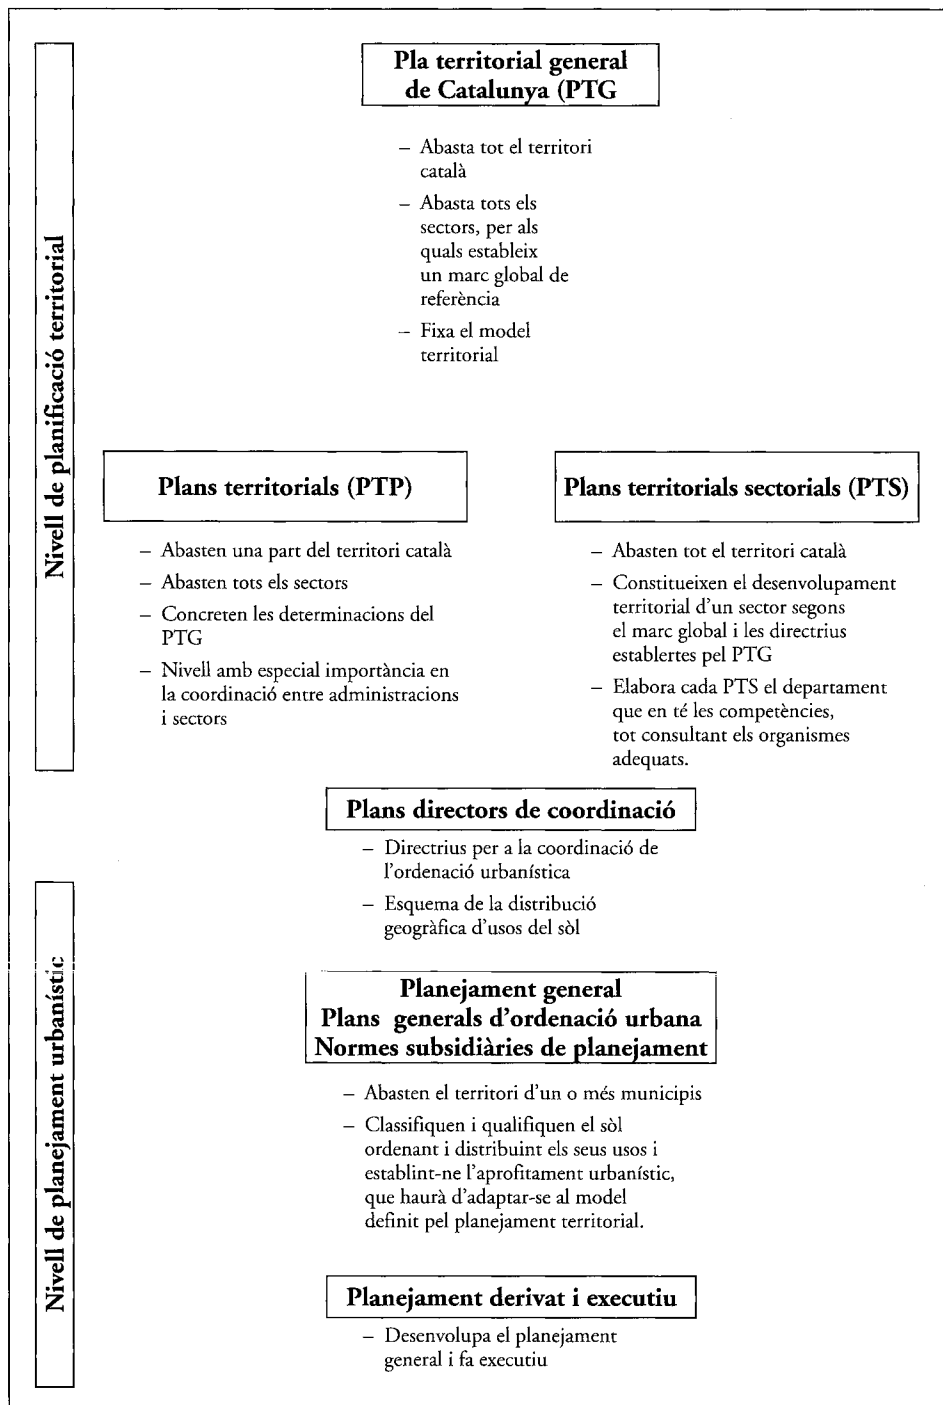 Nivell de planificació territorial
Pla territorial general
de Catalunya (PTG
– Abasta tot el territori
català
– Abasta tots els
sectors, per als
quals estableix
un marc global de
referència
– Fixa el model
territorial
Plans territorials (PTP)
– Abasten una part del territori català
– Abasten tots els sectors
– Concreten les determinacions del
PTG
– Nivell amb especial importància en
la coordinació entre administracions
i sectors
Plans territorials sectorials (PTS)
– Abasten tot el territori català
– Constitueixen el desenvolupament
territorial d'un sector segons
el marc global i les directrius
establertes pel PTG
– Elabora cada PTS el departament
que en té les competències,
tot consultant els organismes
adequats.
Plans directors de coordinació
– Directrius per a la coordinació de
l'ordenació urbanística
– Esquema de la distribució
geogràfica d'usos del sòl
Nivell de planejament urbanístic
Planejament general
Plans generals d'ordenació urbana
Normes subsidiàries de planejament
– Abasten el territori d'un o més municipis
– Classifiquen i qualifiquen el sòl
ordenant i distribuint els seus usos i
establint-ne l'aprofitament urbanístic,
que haurà d'adaptar-se al model
definit pel planejament territorial.
Planejament derivat i executiu
– Desenvolupa el planejament
general i fa executiu